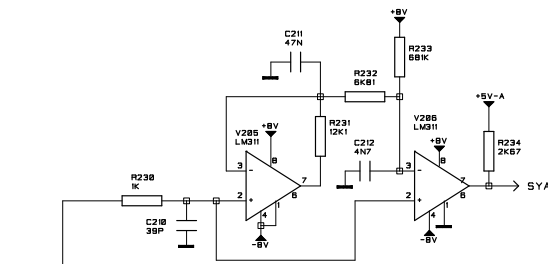 +8V
C211
47N
R233
681K
R232
6K81
+5V-A
V205
LM311
+8V
R231
12K1
V206
LM311
C212
4N7
+8V
R234
2K67
8
8
3
-
7
3
-
7
SYA
R230
1K
2
+
6
4
1
2
+
6
4
1
C210
39P
-8V
-8V